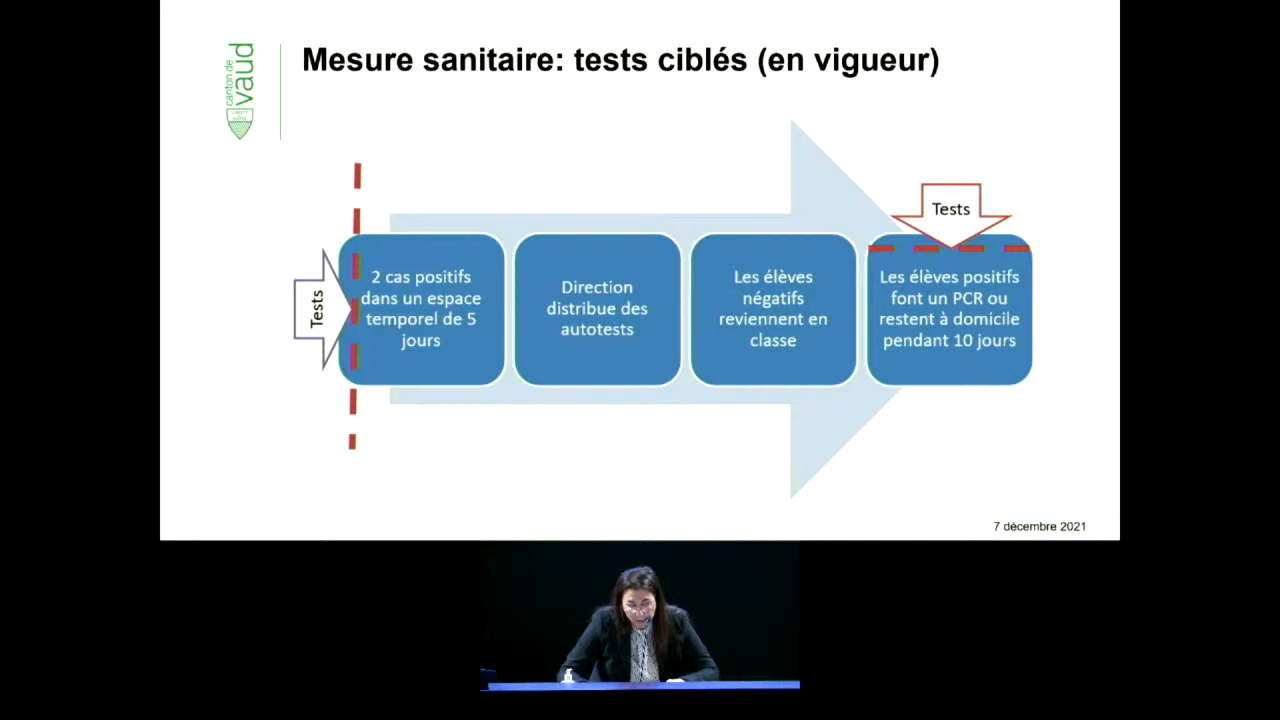 canton de
vaud
Mesure sanitaire: tests ciblés (en vigueur)
Tests
2 cas positifs
dans un espace
temporel de 5
jours
Direction
distribue des
autotests
Les élèves
négatifs
reviennent en
classe
Tests
Les élèves positifs
font un PCR ou
restent à domicile
pendant 10 jours
7 décembre 2021